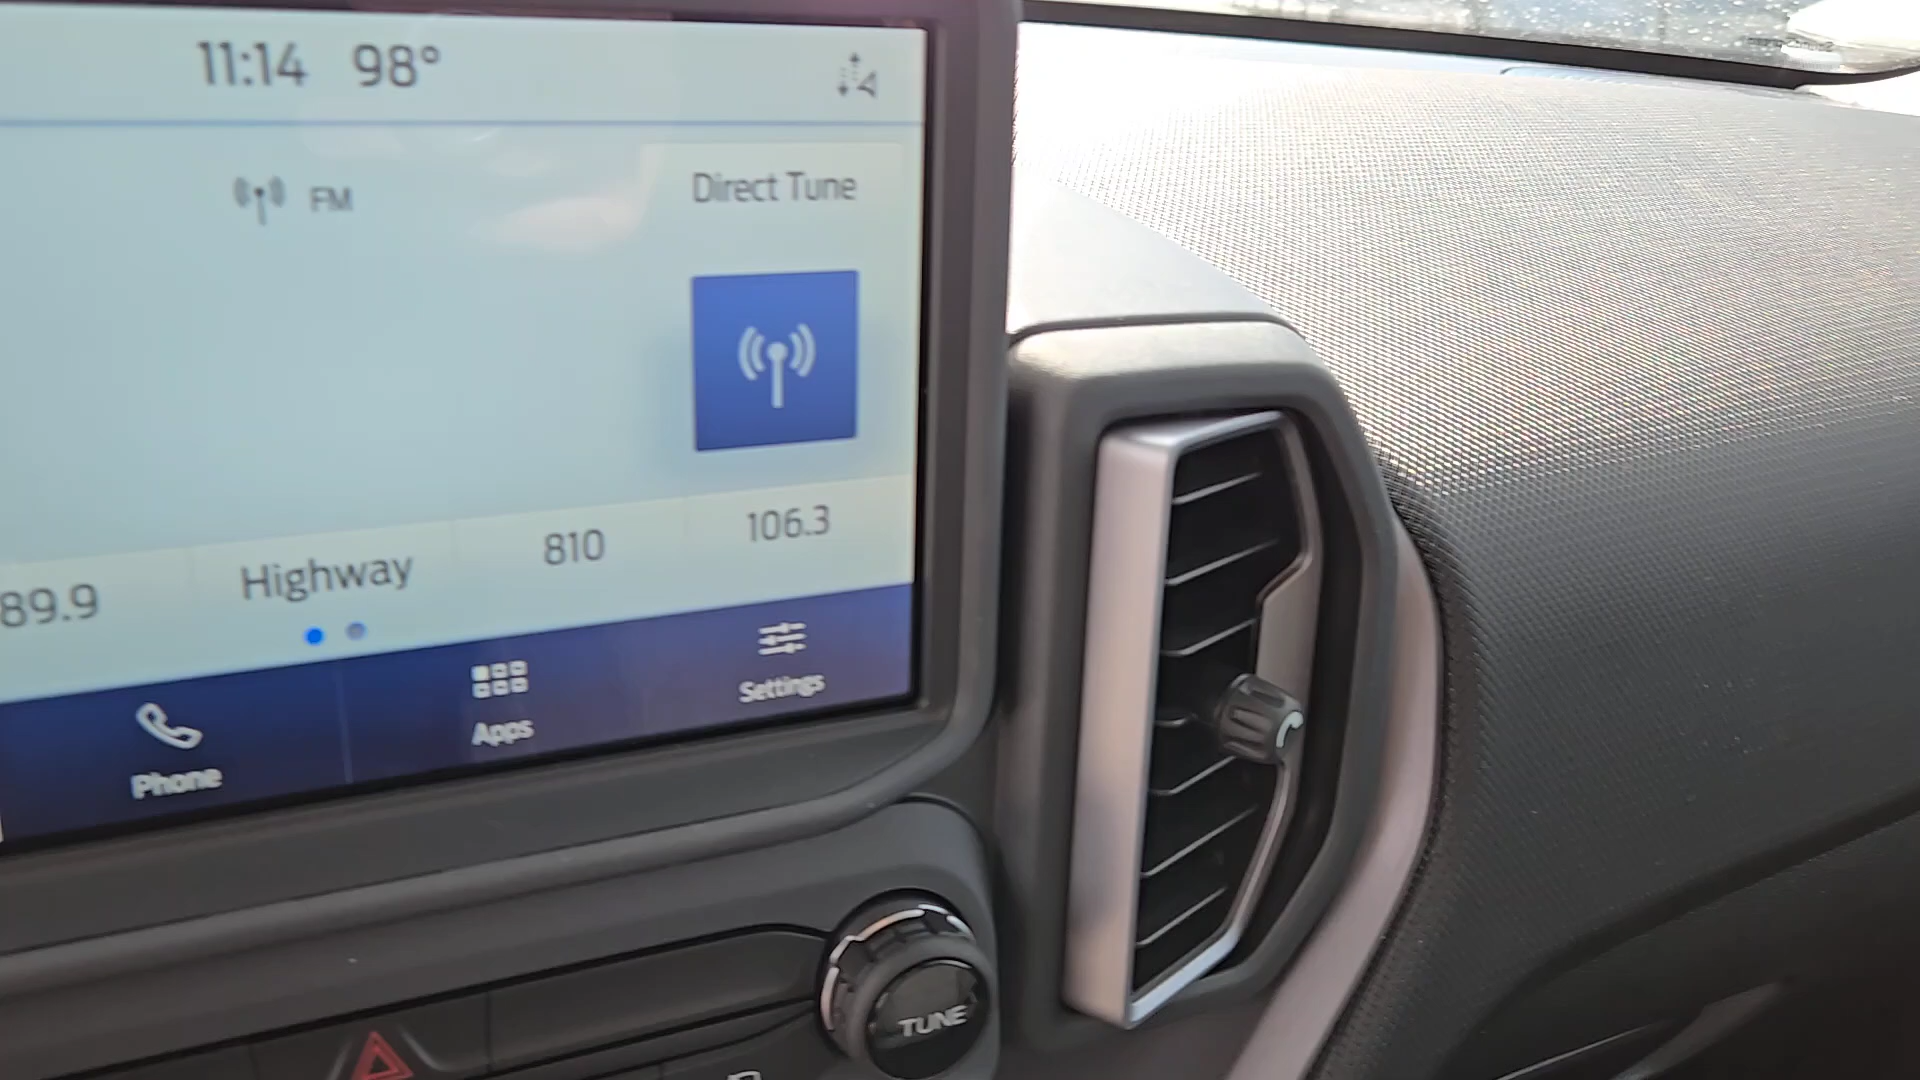 11:14 98°
FM
Direct Tune
89.9 Highway 810 106.3
Phone Apps Settings
TUNE